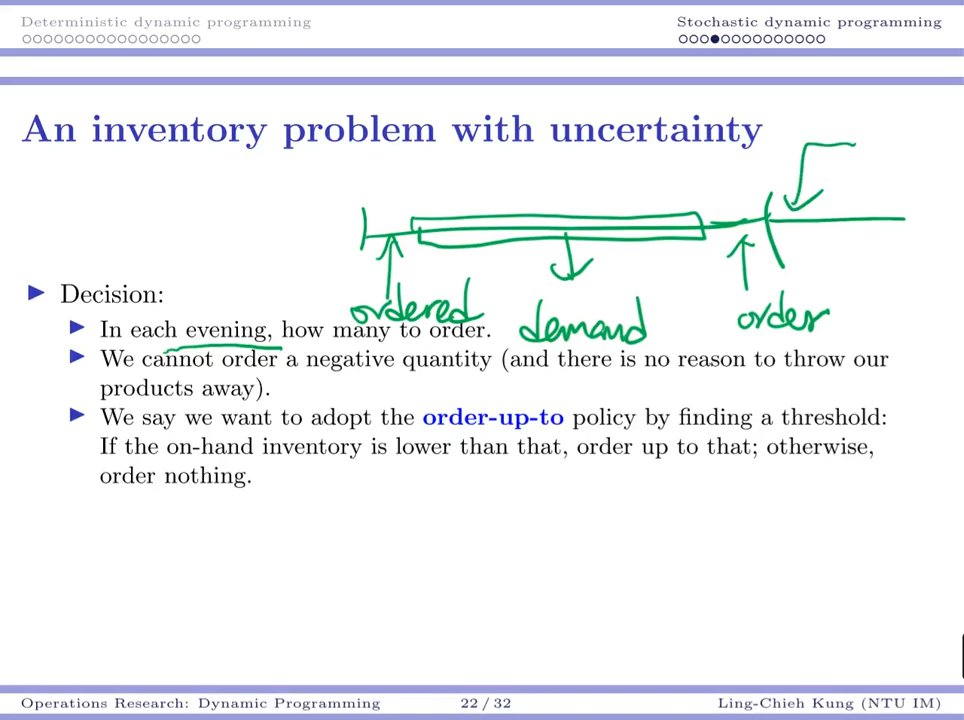 Deterministic dynamic programming
Stochastic dynamic programming
An inventory problem with uncertainty
Decision:
ordered
demand
order
In each evening, how many to order.
We cannot order a negative quantity (and there is no reason to throw our
products away).
We say we want to adopt the order-up-to policy by finding a threshold:
If the on-hand inventory is lower than that, order up to that; otherwise,
order nothing.
Operations Research: Dynamic Programming
22 / 32
Ling-Chieh Kung (NTU IM)